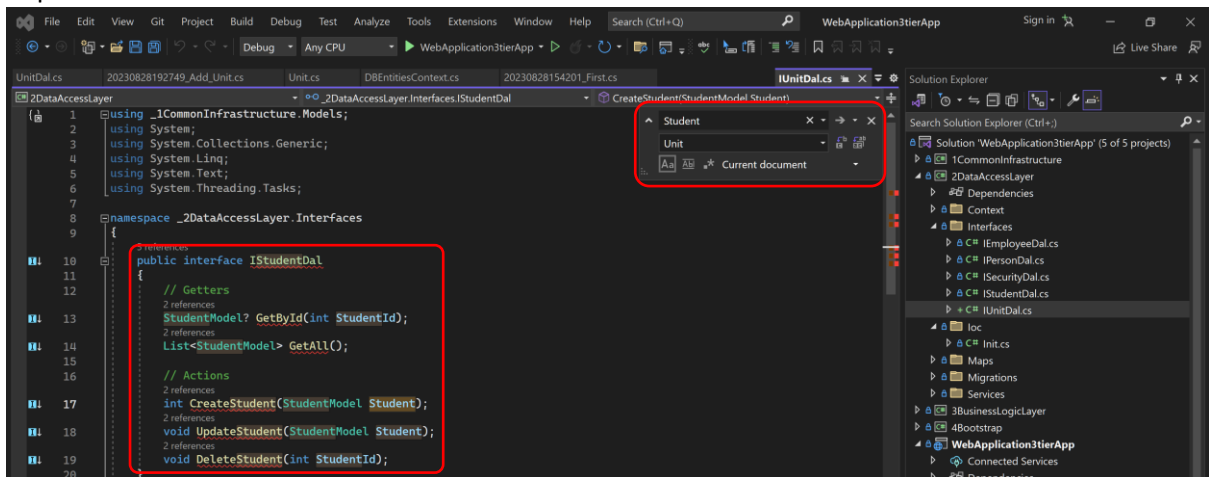 File Edit View Git Project Build Debug Test Analyze Tools Extensions Window Help Search (Ctrl+Q) WebApplication3tierApp Sign in
Debug Any CPU WebApplication3tierApp Live Share
UnitDal.cs 20230828192749_Add_Unit.cs Unit.cs DBEntitiesContext.cs 20230828154201_First.cs IUnitDal.cs
2DataAccessLayer _2DataAccessLayer.Interfaces.IStudentDal CreateStudent(StudentModel Student)
1 using _1CommonInfrastructure.Models;
2 using System;
3 using System.Collections.Generic;
4 using System.Linq;
5 using System.Text;
6 using System.Threading.Tasks;
7
8 namespace _2DataAccessLayer.Interfaces
9 {
references
10 public interface IStudentDal
11 {
12 // Getters
2 references
13 StudentModel? GetById(int StudentId);
2 references
14 List<StudentModel> GetAll();
15
16 // Actions
2 references
17 int CreateStudent(StudentModel Student);
2 references
18 void UpdateStudent(StudentModel Student);
2 references
19 void DeleteStudent(int StudentId);
20
Student
Unit
Aa Ab .* Current document
Solution Explorer
Search Solution Explorer (Ctrl+;)
Solution 'WebApplication3tierApp' (5 of 5 projects)
1CommonInfrastructure
2DataAccessLayer
Dependencies
Context
Interfaces
C# IEmployeeDal.cs
C# IPersonDal.cs
C# ISecurityDal.cs
C# IStudentDal.cs
+ C# IUnitDal.cs
Ioc
C# Init.cs
Maps
Migrations
Services
3BusinessLogicLayer
4Bootstrap
WebApplication3tierApp
Connected Services